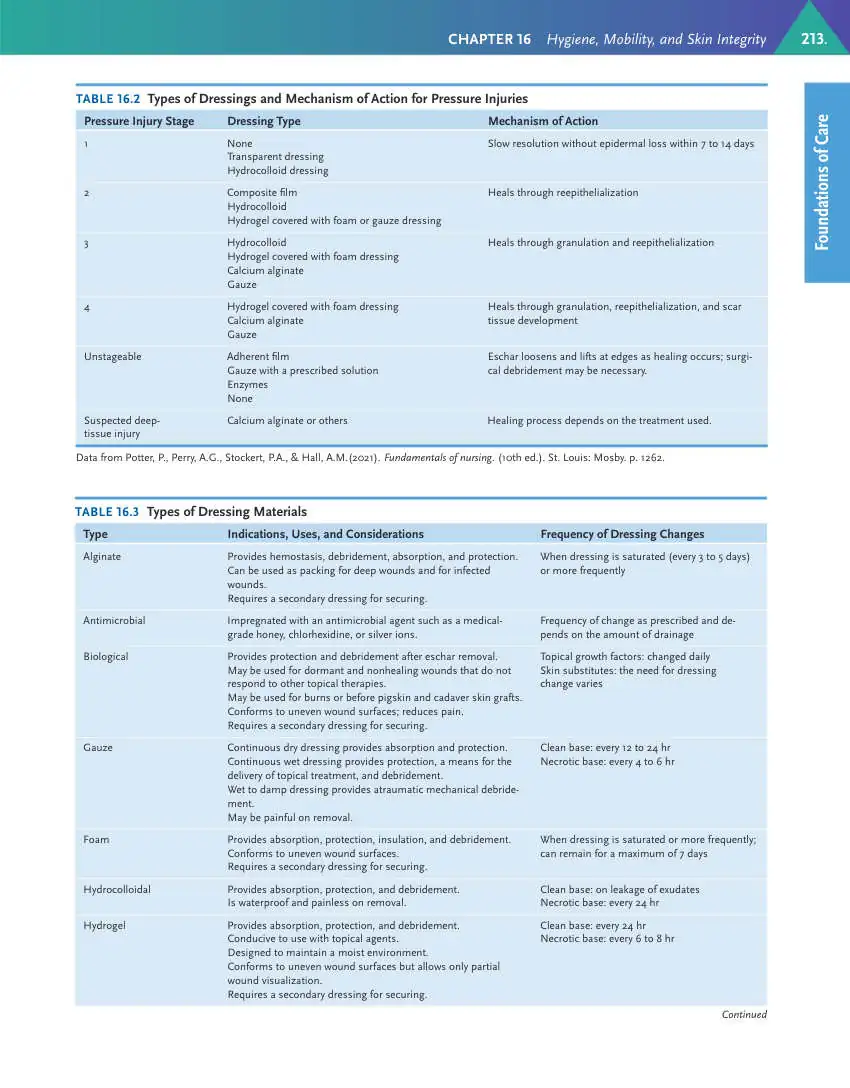 CHAPTER 16 Hygiene, Mobility, and Skin Integrity 213.
Foundations of Care
TABLE 16.2 Types of Dressings and Mechanism of Action for Pressure Injuries
Pressure Injury Stage Dressing Type Mechanism of Action
1 None Slow resolution without epidermal loss within 7 to 14 days
Transparent dressing
Hydrocolloid dressing
2 Composite film Heals through reepithelialization
Hydrocolloid
Hydrogel covered with foam or gauze dressing
3 Hydrocolloid Heals through granulation and reepithelialization
Hydrogel covered with foam dressing
Calcium alginate
Gauze
4 Hydrogel covered with foam dressing Heals through granulation, reepithelialization, and scar
Calcium alginate tissue development
Gauze
Unstageable Adherent film Eschar loosens and lifts at edges as healing occurs; surgi-
Gauze with a prescribed solution cal debridement may be necessary.
Enzymes
None
Suspected deep- Calcium alginate or others Healing process depends on the treatment used.
tissue injury
Data from Potter, P., Perry, A.G., Stockert, P.A., & Hall, A.M.(2021). Fundamentals of nursing. (10th ed.). St. Louis: Mosby. p. 1262.
TABLE 16.3 Types of Dressing Materials
Type Indications, Uses, and Considerations Frequency of Dressing Changes
Alginate Provides hemostasis, debridement, absorption, and protection. When dressing is saturated (every 3 to 5 days)
Can be used as packing for deep wounds and for infected or more frequently
wounds.
Requires a secondary dressing for securing.
Antimicrobial Impregnated with an antimicrobial agent such as a medical- Frequency of change as prescribed and de-
grade honey, chlorhexidine, or silver ions. pends on the amount of drainage
Biological Provides protection and debridement after eschar removal. Topical growth factors: changed daily
May be used for dormant and nonhealing wounds that do not Skin substitutes: the need for dressing
respond to other topical therapies. change varies
May be used for burns or before pigskin and cadaver skin grafts.
Conforms to uneven wound surfaces; reduces pain.
Requires a secondary dressing for securing.
Gauze Continuous dry dressing provides absorption and protection. Clean base: every 12 to 24 hr
Continuous wet dressing provides protection, a means for the Necrotic base: every 4 to 6 hr
delivery of topical treatment, and debridement.
Wet to damp dressing provides atraumatic mechanical debride-
ment.
May be painful on removal.
Foam Provides absorption, protection, insulation, and debridement. When dressing is saturated or more frequently;
Conforms to uneven wound surfaces. can remain for a maximum of 7 days
Requires a secondary dressing for securing.
Hydrocolloidal Provides absorption, protection, and debridement. Clean base: on leakage of exudates
Is waterproof and painless on removal. Necrotic base: every 24 hr
Hydrogel Provides absorption, protection, and debridement. Clean base: every 24 hr
Conducive to use with topical agents. Necrotic base: every 6 to 8 hr
Designed to maintain a moist environment.
Conforms to uneven wound surfaces but allows only partial
wound visualization.
Requires a secondary dressing for securing.
Continued